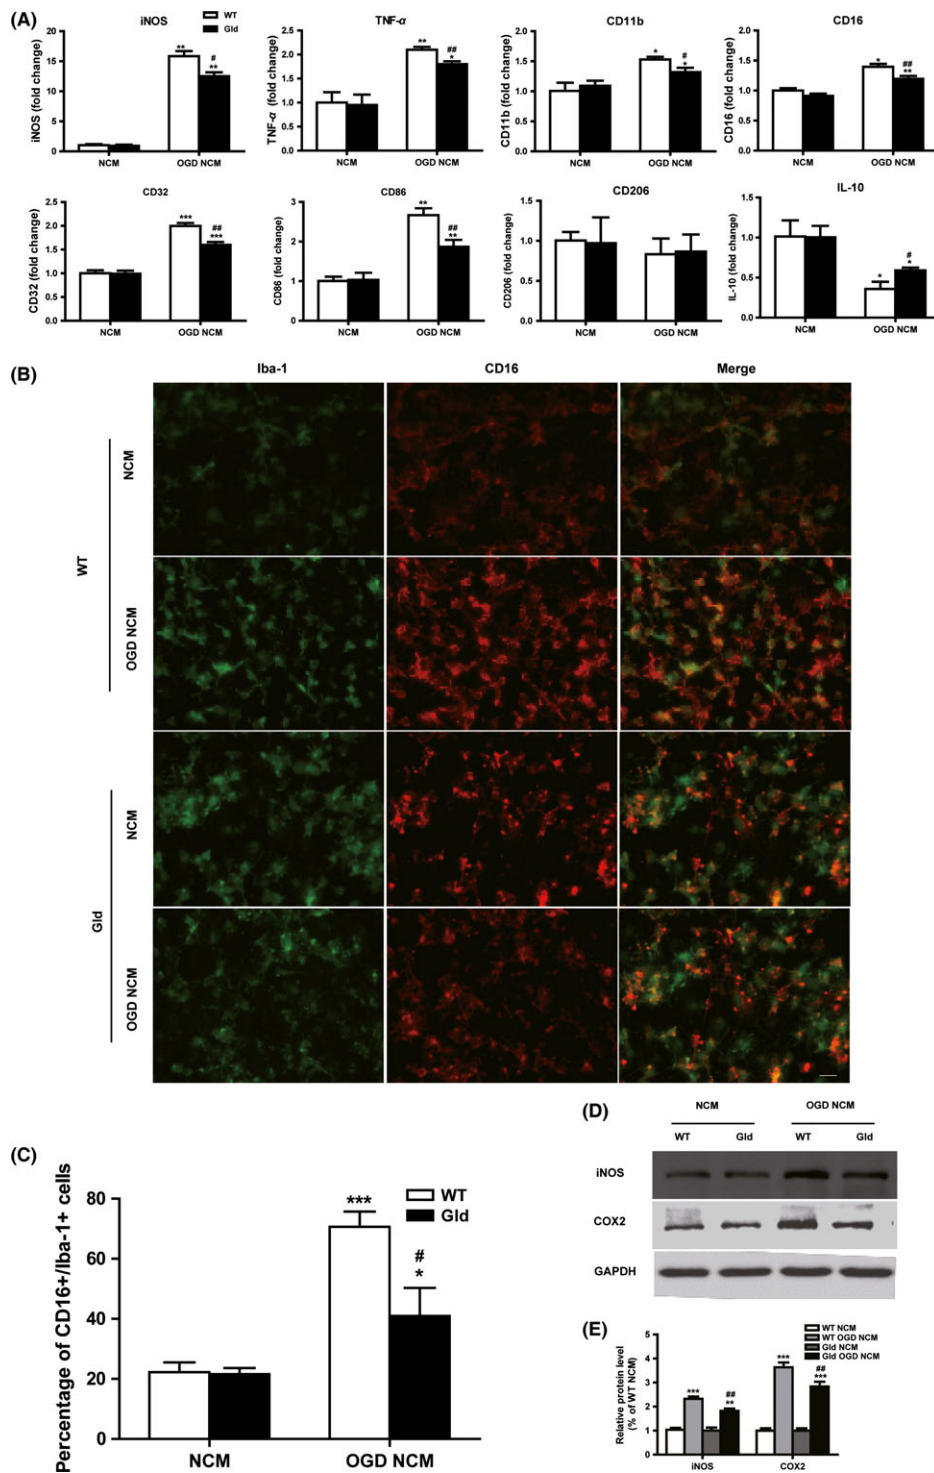 (A)
iNOS
WT
Gld
iNOS (fold change)
20
15
10
5
0
**
#
**
NCM
OGD NCM
TNF-α
TNF-α (fold change)
2.5
2.0
1.5
1.0
0.5
0.0
**
##
*
NCM
OGD NCM
CD11b
CD11b (fold change)
2.0
1.5
1.0
0.5
0.0
*
#
*
NCM
OGD NCM
CD16
CD16 (fold change)
2.0
1.5
1.0
0.5
0.0
*
##
**
NCM
OGD NCM
CD32
CD32 (fold change)
2.5
2.0
1.5
1.0
0.5
0.0
***
##
***
NCM
OGD NCM
CD86
CD86 (fold change)
3
2
1
0
**
##
**
NCM
OGD NCM
CD206
CD206 (fold change)
1.5
1.0
0.5
0.0
NCM
OGD NCM
IL-10
IL-10 (fold change)
1.5
1.0
0.5
0.0
*
#
*
NCM
OGD NCM
(B)
Iba-1 CD16 Merge
WT
NCM
OGD NCM
Gld
NCM
OGD NCM
(C)
Percentage of CD16+/Iba-1+ cells
80
60
40
20
0
***
#
*
WT
Gld
NCM OGD NCM
(D)
NCM OGD NCM
WT Gld WT Gld
iNOS
COX2
GAPDH
(E)
Relative protein level
(% of WT NCM)
5
4
3
2
1
0
WT NCM
WT OGD NCM
Gld NCM
Gld OGD NCM
***
##
**
***
##
***
iNOS COX2